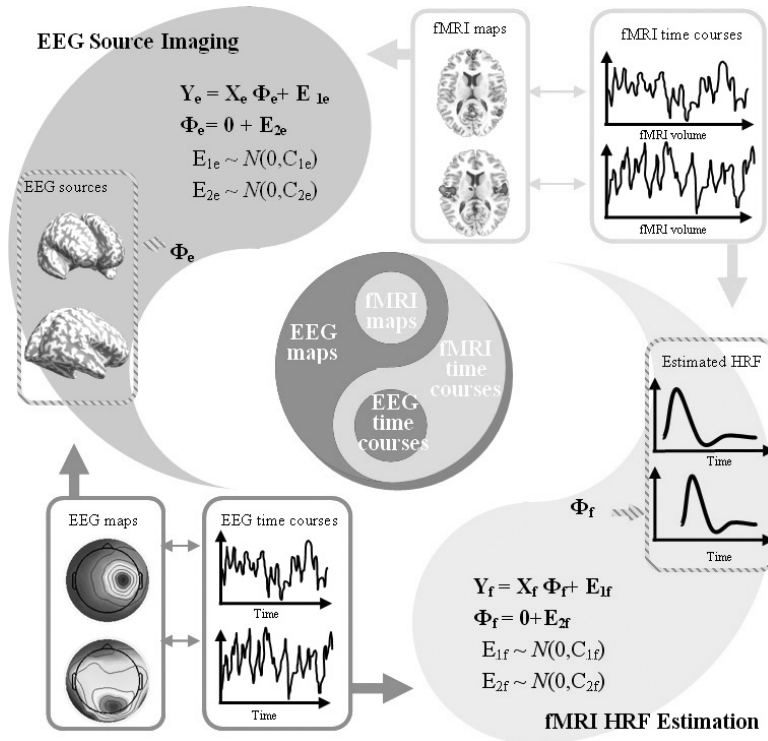 EEG Source Imaging
Y_e = X_e Φ_e + E_1e
Φ_e = 0 + E_2e
E_1e ~ N(0,C_1e)
E_2e ~ N(0,C_2e)
EEG sources
Φ_e
fMRI maps
fMRI time courses
fMRI volume
fMRI volume
EEG
maps
fMRI
maps
fMRI
time
courses
EEG
time
courses
Estimated HRF
Time
Time
Φ_f
EEG maps
EEG time courses
Time
Time
Y_f = X_f Φ_f + E_1f
Φ_f = 0+E_2f
E_1f ~ N(0,C_1f)
E_2f ~ N(0,C_2f)
fMRI HRF Estimation